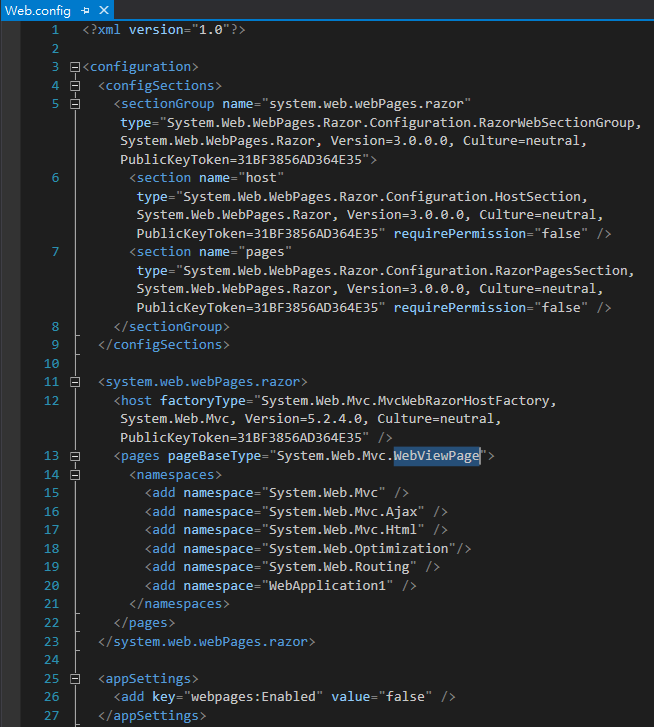 Web.config
1 <?xml version="1.0"?>
2
3 <configuration>
4 <configSections>
5 <sectionGroup name="system.web.webPages.razor"
type="System.Web.WebPages.Razor.Configuration.RazorWebSectionGroup,
System.Web.WebPages.Razor, Version=3.0.0.0, Culture=neutral,
PublicKeyToken=31BF3856AD364E35">
6 <section name="host"
type="System.Web.WebPages.Razor.Configuration.HostSection,
System.Web.WebPages.Razor, Version=3.0.0.0, Culture=neutral,
PublicKeyToken=31BF3856AD364E35" requirePermission="false" />
7 <section name="pages"
type="System.Web.WebPages.Razor.Configuration.RazorPagesSection,
System.Web.WebPages.Razor, Version=3.0.0.0, Culture=neutral,
PublicKeyToken=31BF3856AD364E35" requirePermission="false" />
8 </sectionGroup>
9 </configSections>
10
11 <system.web.webPages.razor>
12 <host factoryType="System.Web.Mvc.MvcWebRazorHostFactory,
System.Web.Mvc, Version=5.2.4.0, Culture=neutral,
PublicKeyToken=31BF3856AD364E35" />
13 <pages pageBaseType="System.Web.Mvc.WebViewPage">
14 <namespaces>
15 <add namespace="System.Web.Mvc" />
16 <add namespace="System.Web.Mvc.Ajax" />
17 <add namespace="System.Web.Mvc.Html" />
18 <add namespace="System.Web.Optimization"/>
19 <add namespace="System.Web.Routing" />
20 <add namespace="WebApplication1" />
21 </namespaces>
22 </pages>
23 </system.web.webPages.razor>
24
25 <appSettings>
26 <add key="webpages:Enabled" value="false" />
27 </appSettings>